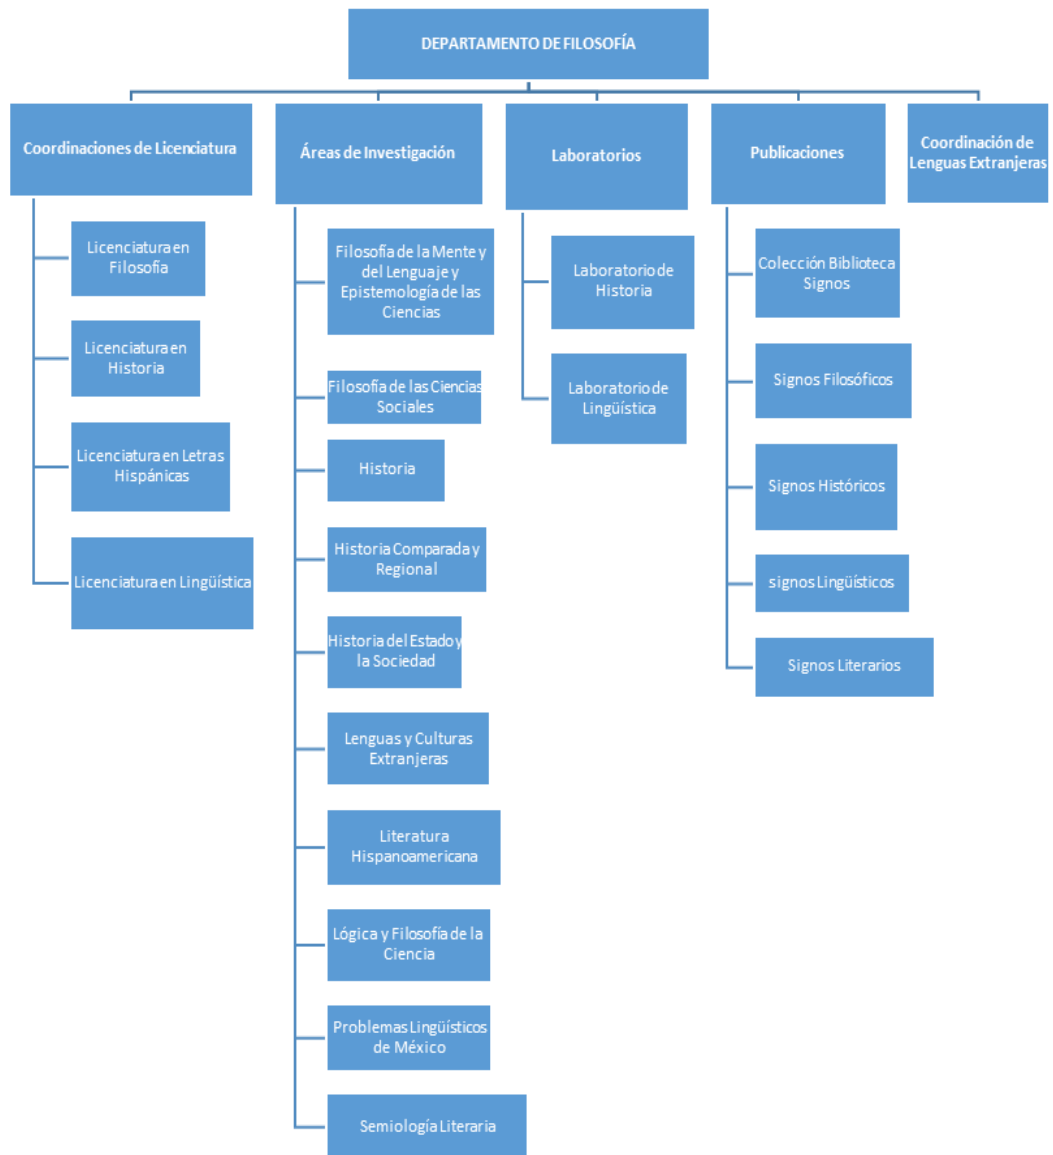 DEPARTAMENTO DE FILOSOFÍA
Coordinaciones de Licenciatura
Licenciatura en
Filosofía
Licenciatura en
Historia
Licenciatura en Letras
Hispánicas
Licenciatura en Lingüística
Áreas de Investigación
Filosofía de la Mente y
del Lenguaje y
Epistemología de las
Ciencias
Filosofía de las Ciencias
Sociales
Historia
Historia Comparada y
Regional
Historia del Estado y
la Sociedad
Lenguas y Culturas
Extranjeras
Literatura
Hispanoamericana
Lógica y Filosofía de la
Ciencia
Problemas Lingüísticos
de México
Semiología Literaria
Laboratorios
Laboratorio de
Historia
Laboratorio de
Lingüística
Publicaciones
Colección Biblioteca
Signos
Signos Filosóficos
Signos Históricos
signos Lingüísticos
Signos Literarios
Coordinación de
Lenguas Extranjeras